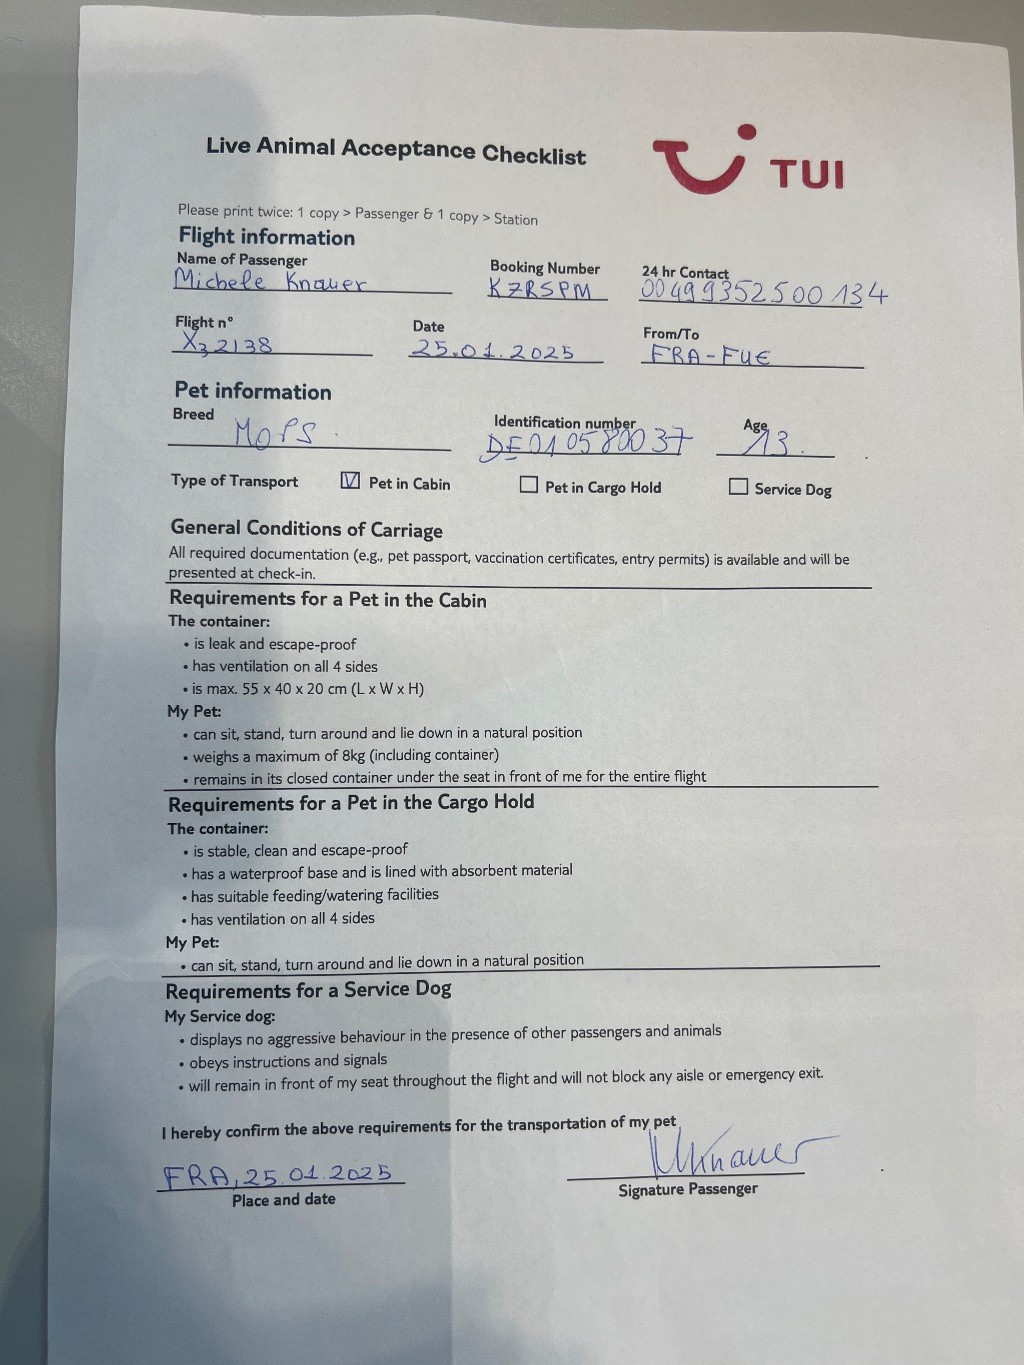 Live Animal Acceptance Checklist
TUI
Please print twice: 1 copy > Passenger & 1 copy > Station
Flight information
Name of Passenger Booking Number 24 hr Contact
Michele Knauer KZRSPM 00499352500134
Flight n° Date From/To
X3 2138 25.01.2025 FRA-FUE
Pet information
Breed Identification number Age
Mops DE010580037 13.
Type of Transport Pet in Cabin Pet in Cargo Hold Service Dog
General Conditions of Carriage
All required documentation (e.g., pet passport, vaccination certificates, entry permits) is available and will be
presented at check-in.
Requirements for a Pet in the Cabin
The container:
• is leak and escape-proof
• has ventilation on all 4 sides
• is max. 55 x 40 x 20 cm (L x W x H)
My Pet:
• can sit, stand, turn around and lie down in a natural position
• weighs a maximum of 8kg (including container)
• remains in its closed container under the seat in front of me for the entire flight
Requirements for a Pet in the Cargo Hold
The container:
• is stable, clean and escape-proof
• has a waterproof base and is lined with absorbent material
• has suitable feeding/watering facilities
• has ventilation on all 4 sides
My Pet:
• can sit, stand, turn around and lie down in a natural position
Requirements for a Service Dog
My Service dog:
• displays no aggressive behaviour in the presence of other passengers and animals
• obeys instructions and signals
• will remain in front of my seat throughout the flight and will not block any aisle or emergency exit.
I hereby confirm the above requirements for the transportation of my pet
FRA, 25.01.2025 MKnauer
Place and date Signature Passenger